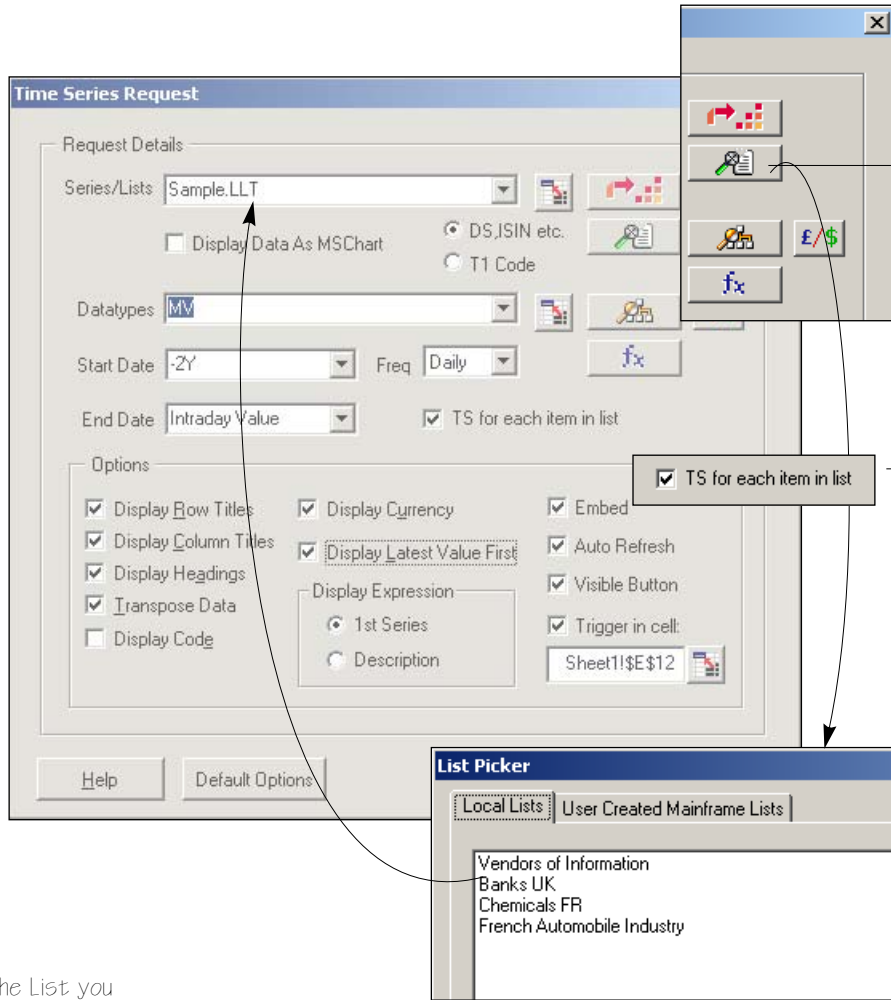 Time Series Request
Request Details
Series/Lists Sample.LLT
Display Data As MSChart
DS,ISIN etc.
T1 Code
£/$
fx
Datatypes MV
Start Date -2Y Freq Daily
fx
End Date Intraday Value
TS for each item in list
TS for each item in list
Options
Display Row Titles
Display Column Titles
Display Headings
Transpose Data
Display Code
Display Currency
Display Latest Value First
Display Expression
1st Series
Description
Embed
Auto Refresh
Visible Button
Trigger in cell:
Sheet1!$E$12
Help
Default Options
List Picker
Local Lists
User Created Mainframe Lists
Vendors of Information
Banks UK
Chemicals FR
French Automobile Industry
he List you